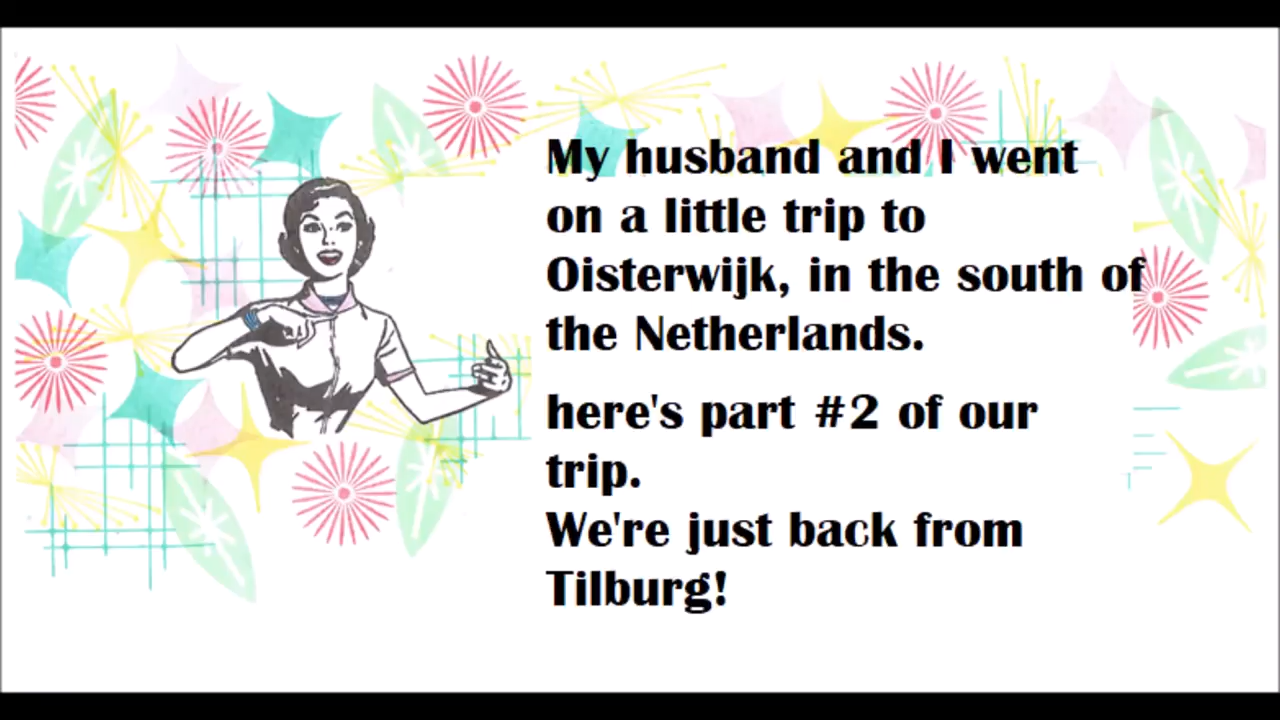 My husband and I went
on a little trip to
Oisterwijk, in the south of
the Netherlands.
here's part #2 of our
trip.
We're just back from
Tilburg!